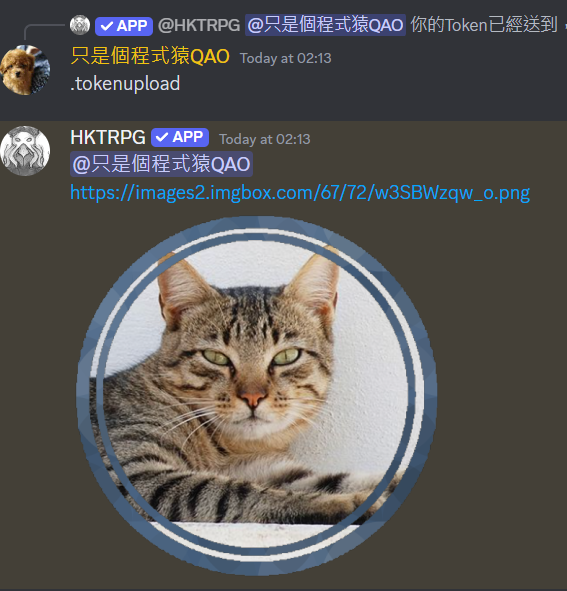 APP @HKTRPG @只是個程式猿QAO 你的Token已經送到
只是個程式猿QAO Today at 02:13
.tokenupload
HKTRPG APP Today at 02:13
@只是個程式猿QAO
https://images2.imgbox.com/67/72/w3SBWzqw_o.png